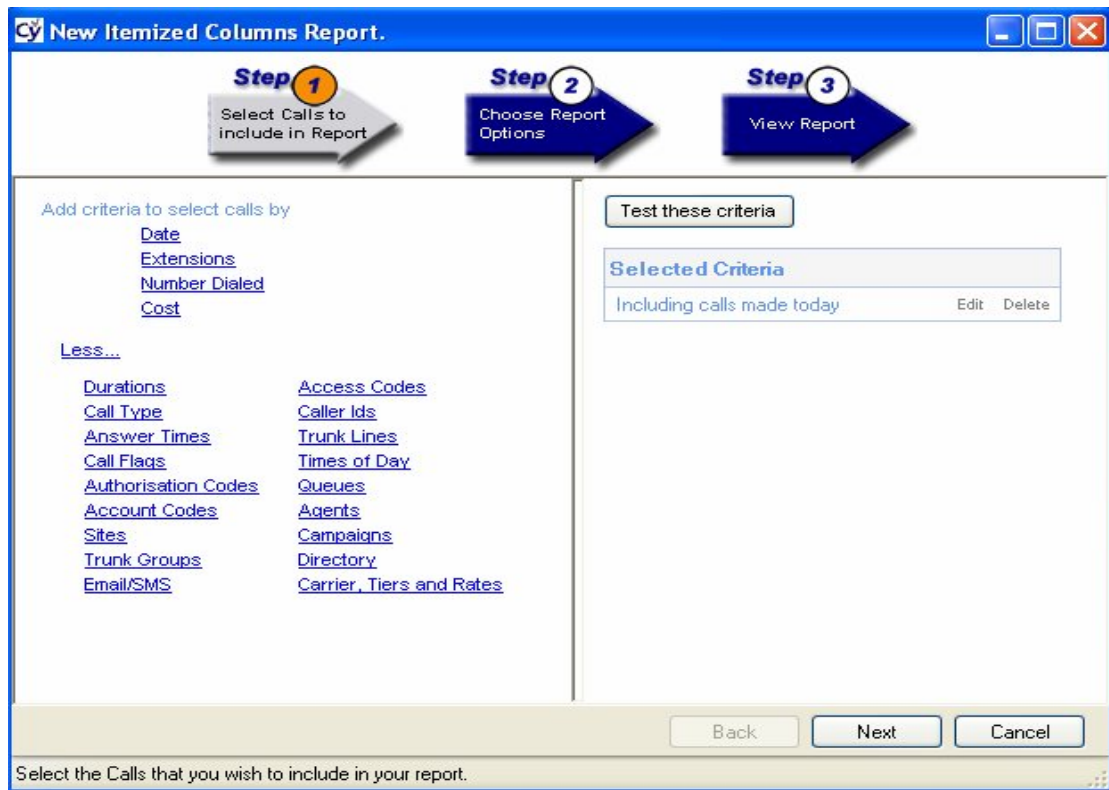 Cy New Itemized Columns Report.
Step 1
Select Calls to
include in Report
Step 2
Choose Report
Options
Step 3
View Report
Add criteria to select calls by
Date
Extensions
Number Dialed
Cost
Less...
Durations
Call Type
Answer Times
Call Flags
Authorisation Codes
Account Codes
Sites
Trunk Groups
Email/SMS
Access Codes
Caller Ids
Trunk Lines
Times of Day
Queues
Agents
Campaigns
Directory
Carrier, Tiers and Rates
Test these criteria
Selected Criteria
Including calls made today Edit Delete
Back Next Cancel
Select the Calls that you wish to include in your report.